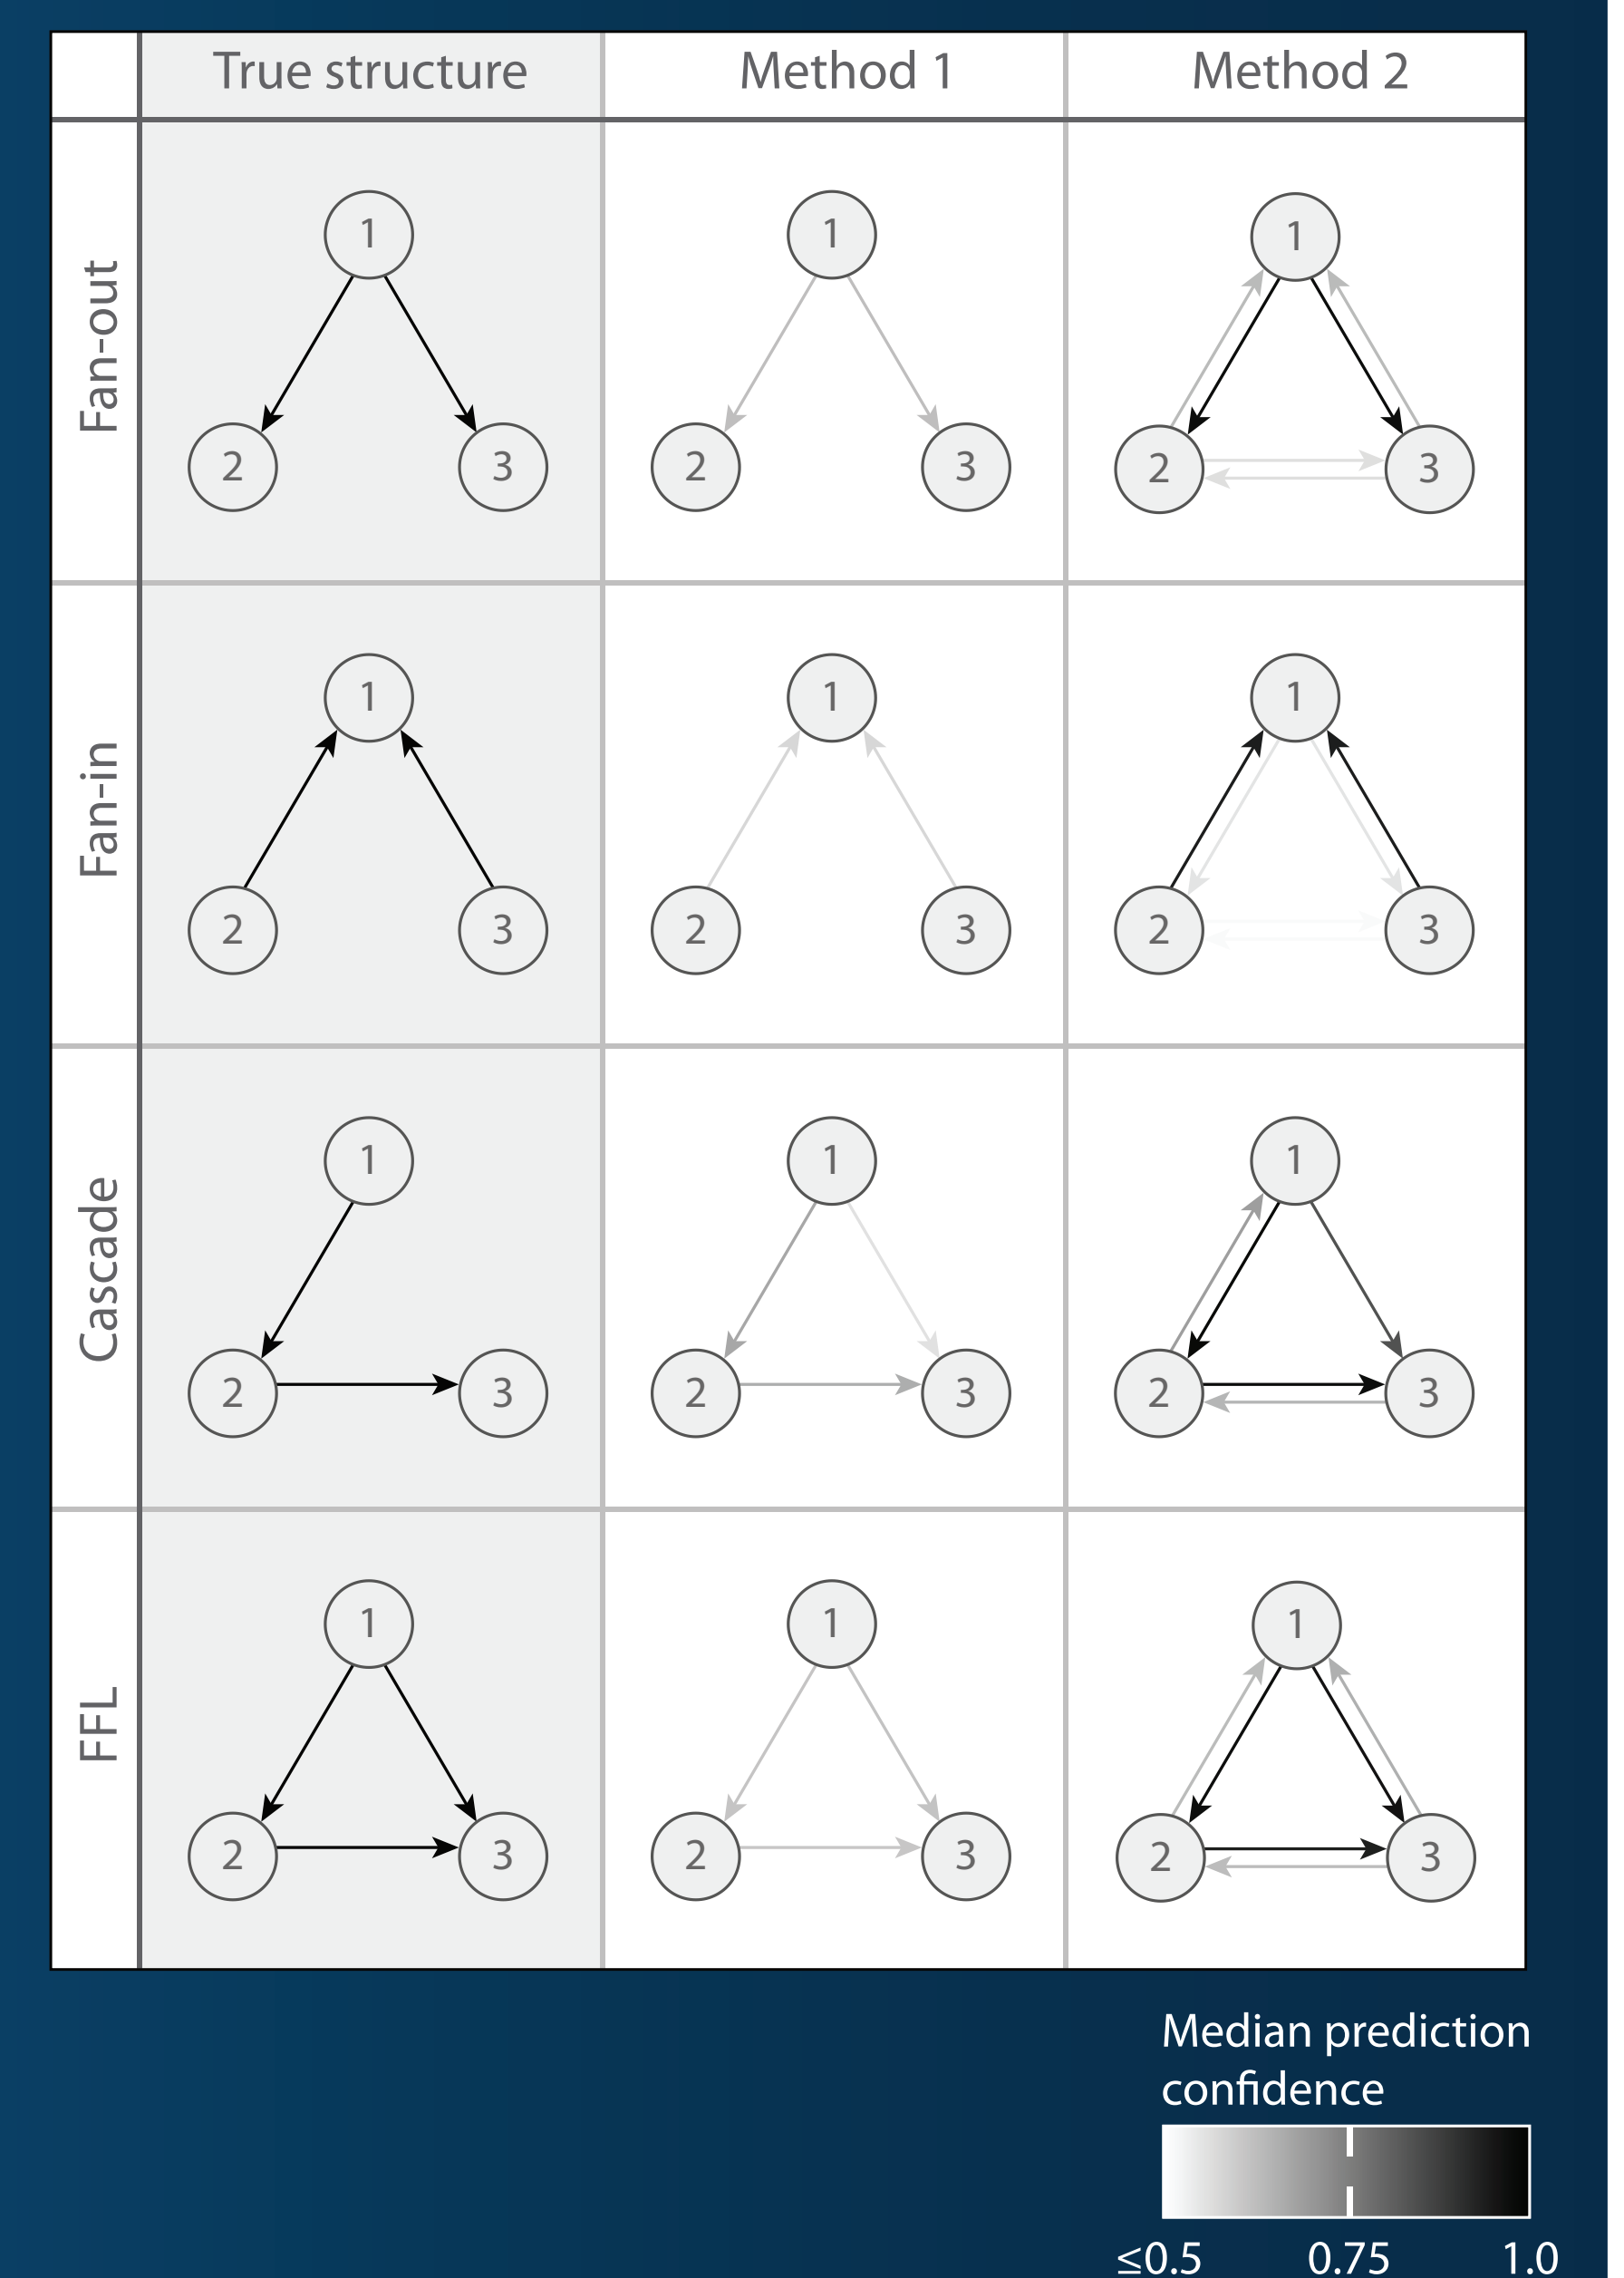 True structure Method 1 Method 2
Fan-out
1 1 1
2 3 2 3 2 3
Fan-in
1 1 1
2 3 2 3 2 3
Cascade
1 1 1
2 3 2 3 2 3
FFL
1 1 1
2 3 2 3 2 3
Median prediction
confidence
≤0.5 0.75 1.0